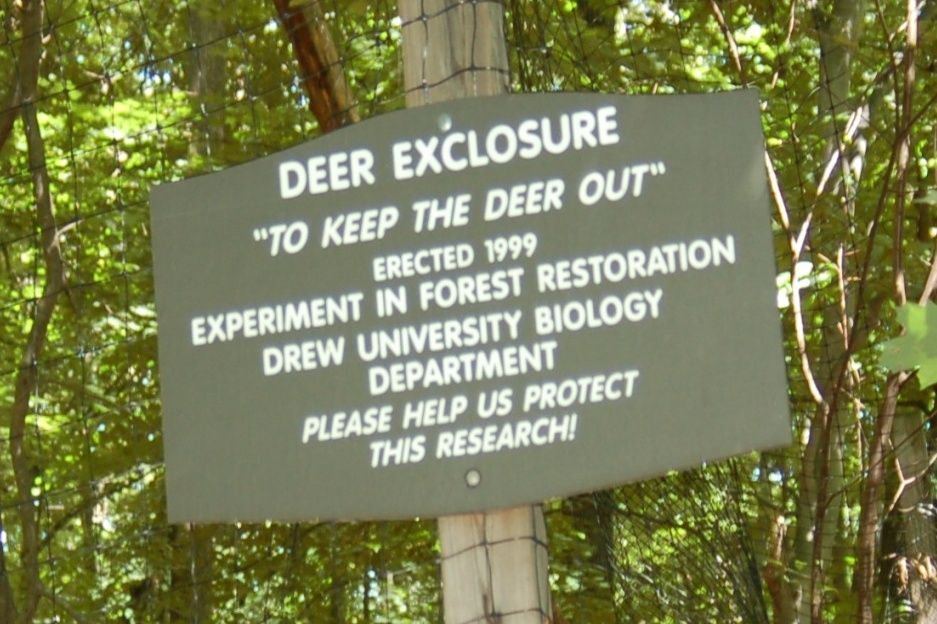 DEER EXCLOSURE
"TO KEEP THE DEER OUT"
ERECTED 1999
EXPERIMENT IN FOREST RESTORATION
DREW UNIVERSITY BIOLOGY
DEPARTMENT
PLEASE HELP US PROTECT
THIS RESEARCH!